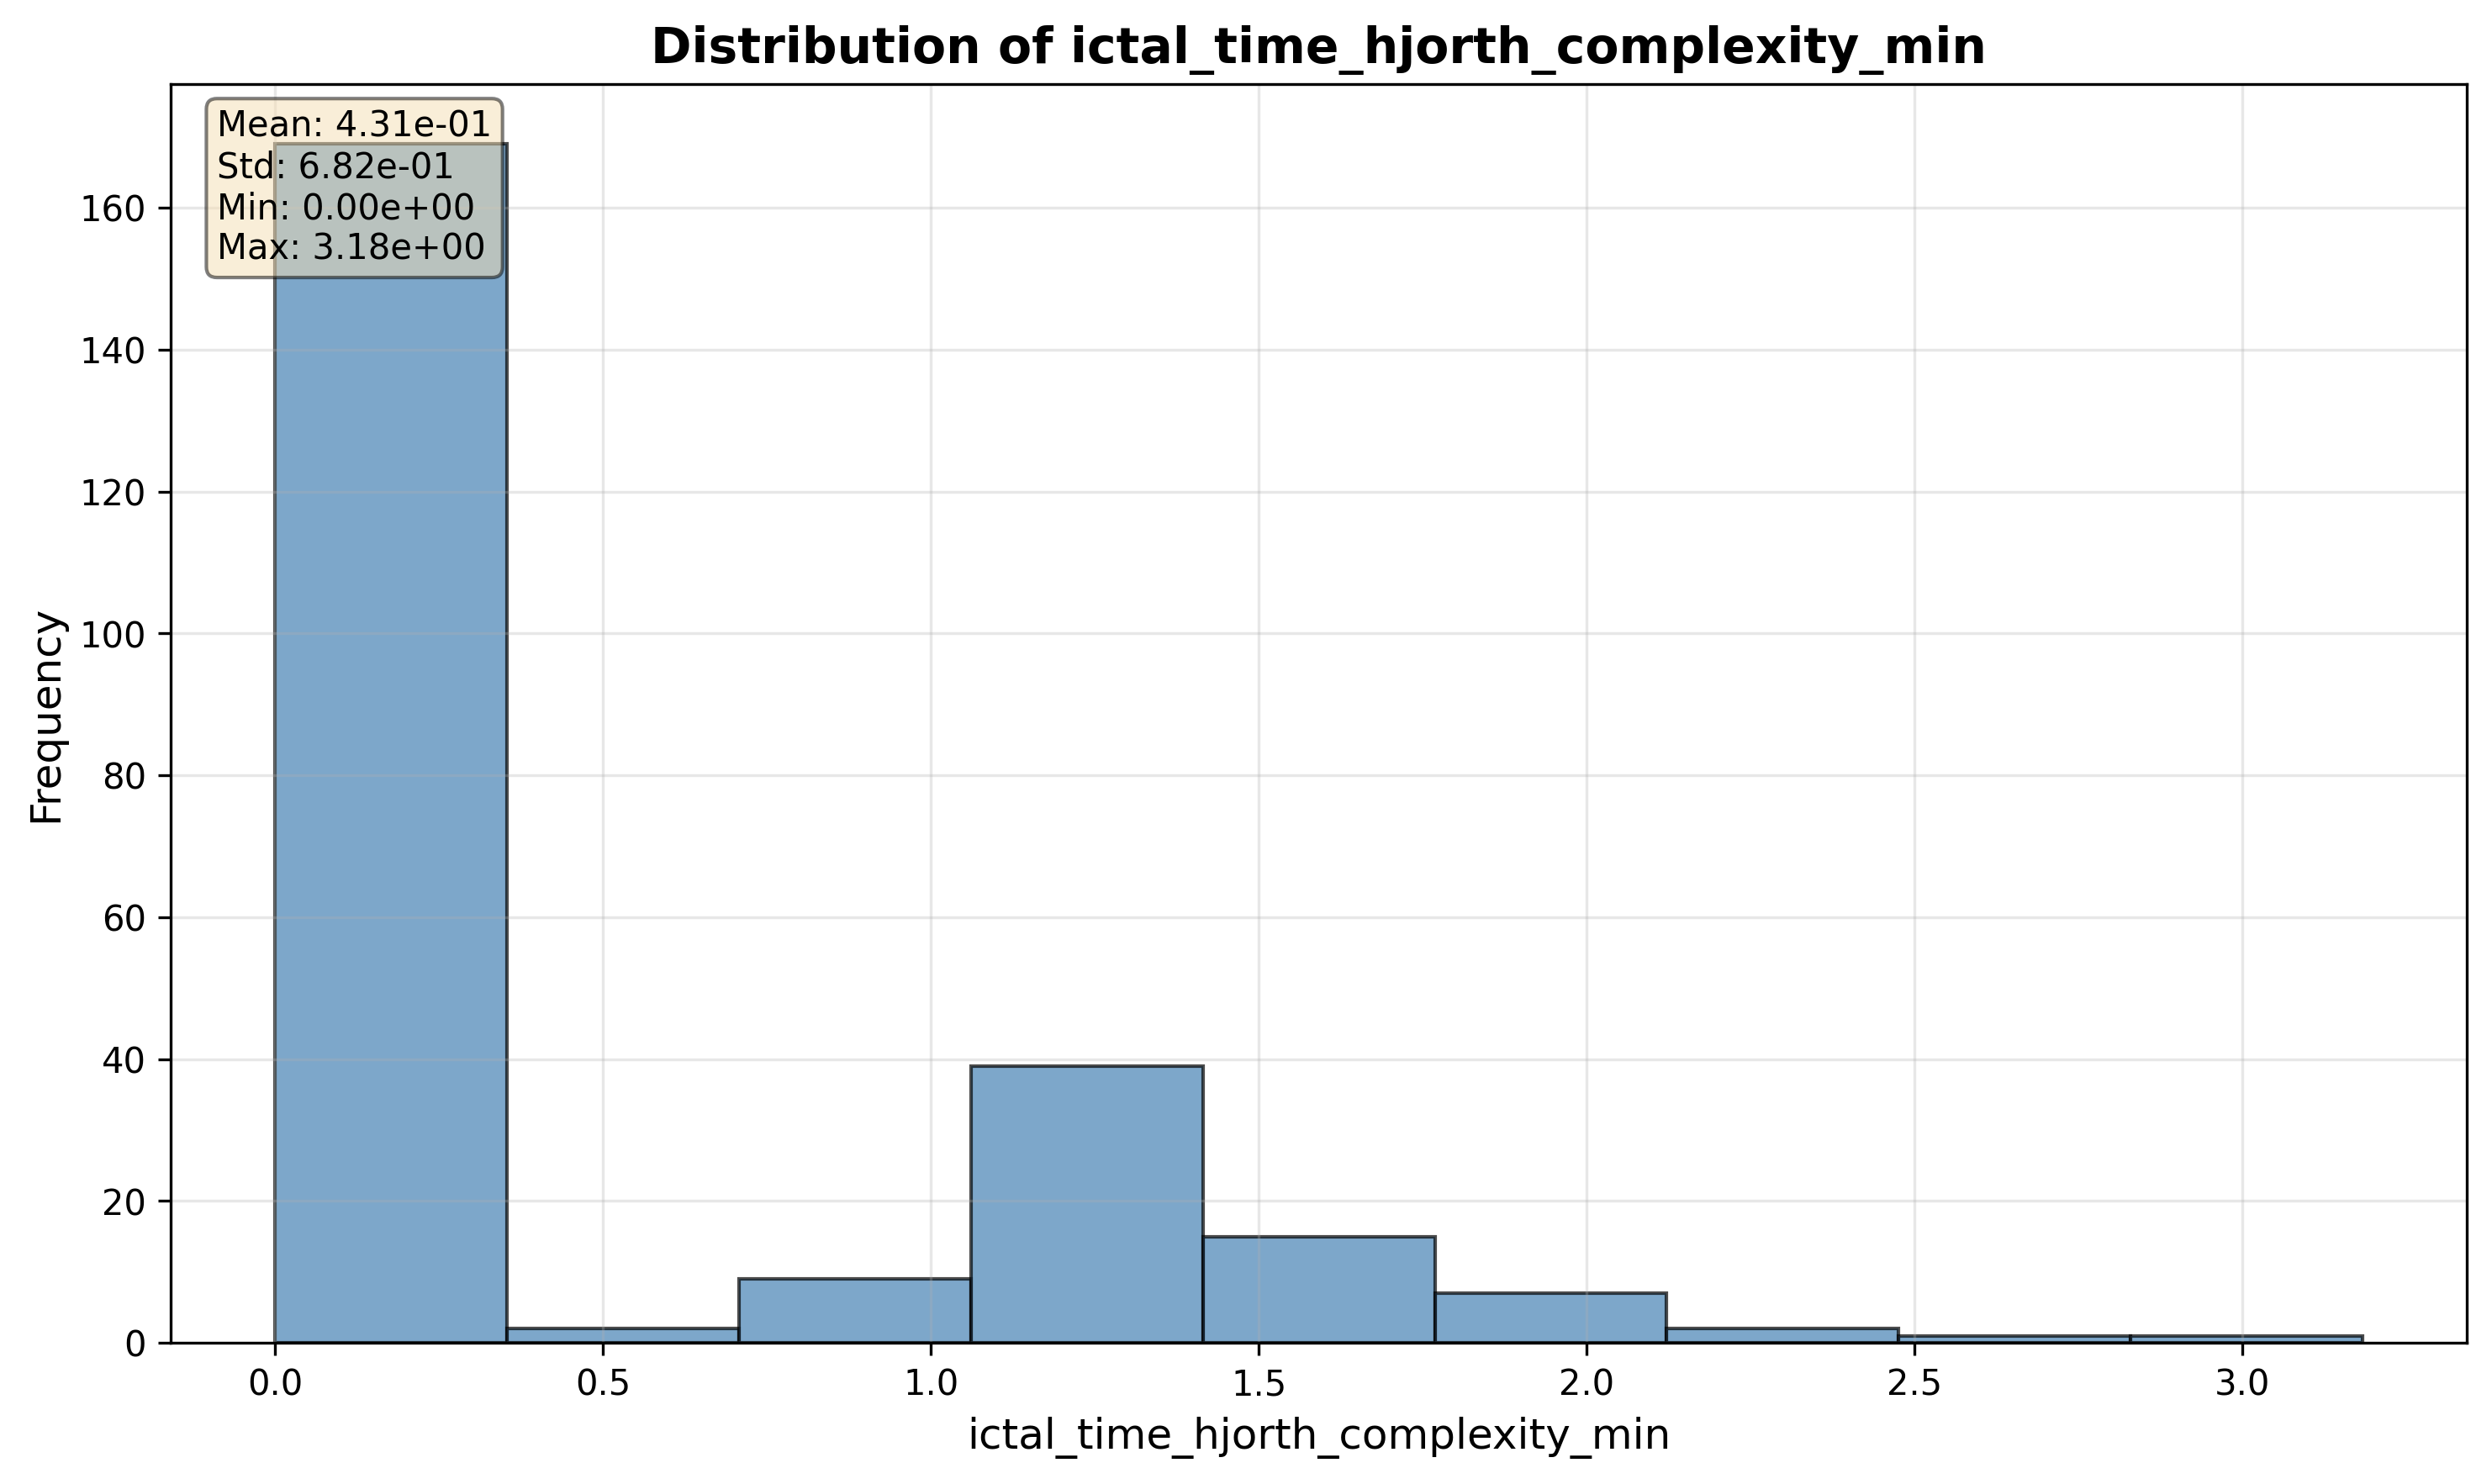 Distribution of ictal_time_hjorth_complexity_min
Mean: 4.31e-01
Std: 6.82e-01
Min: 0.00e+00
Max: 3.18e+00
Frequency
160
140
120
100
80
60
40
20
0
0.0 0.5 1.0 1.5 2.0 2.5 3.0
ictal_time_hjorth_complexity_min